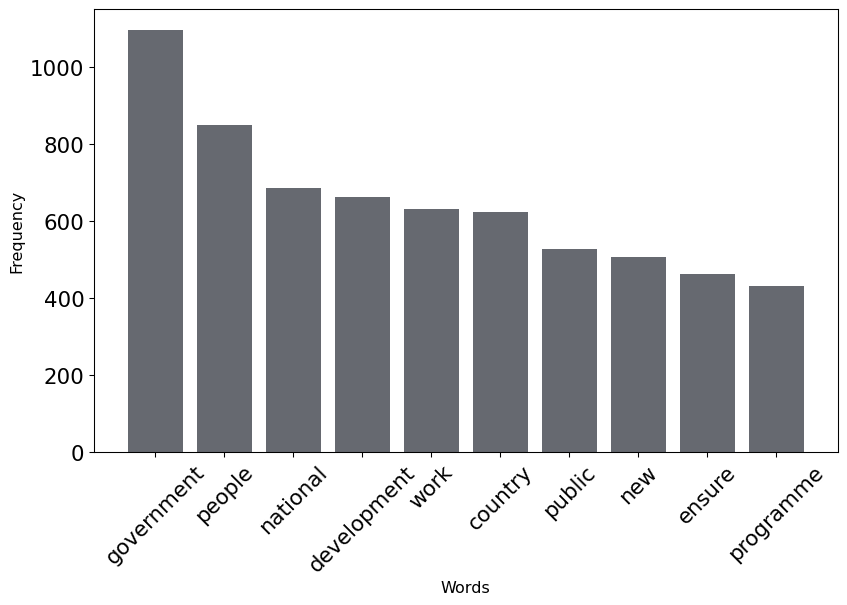 1000
800
600
400
200
0
Frequency
government
people
national
development
work
country
public
new
ensure
programme
Words